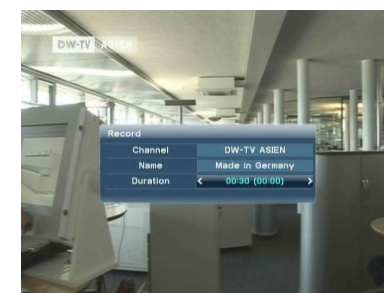 DW-TV ASIEN
Record
Channel DW-TV ASIEN
Name Made in Germany
Duration < 00:30 (00:00) >